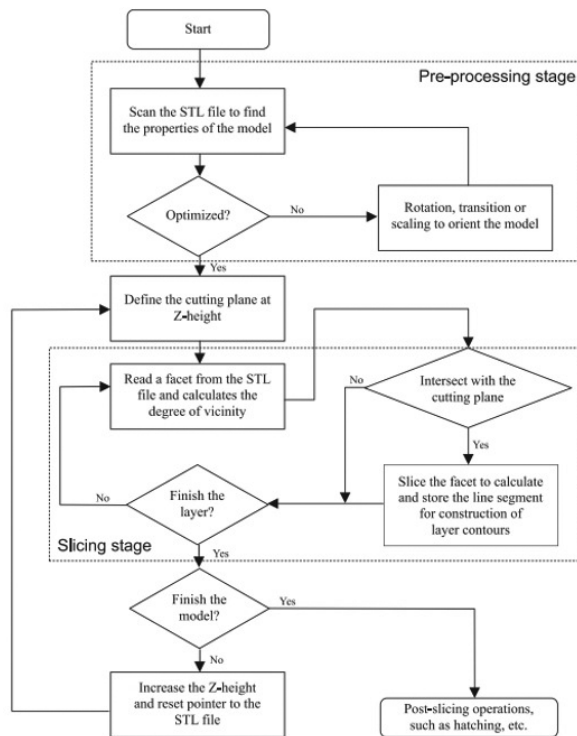 Start
Pre-processing stage
Scan the STL file to find
the properties of the model
Optimized?
No
Rotation, transition or
scaling to orient the model
Yes
Define the cutting plane at
Z-height
Read a facet from the STL
file and calculates the
degree of vicinity
Intersect with the
cutting plane
No
Yes
Slice the facet to calculate
and store the line segment
for construction of
layer contours
Finish the
layer?
No
Slicing stage
Yes
Finish the
model?
Yes
No
Increase the Z-height
and reset pointer to the
STL file
Post-slicing operations,
such as hatching, etc.